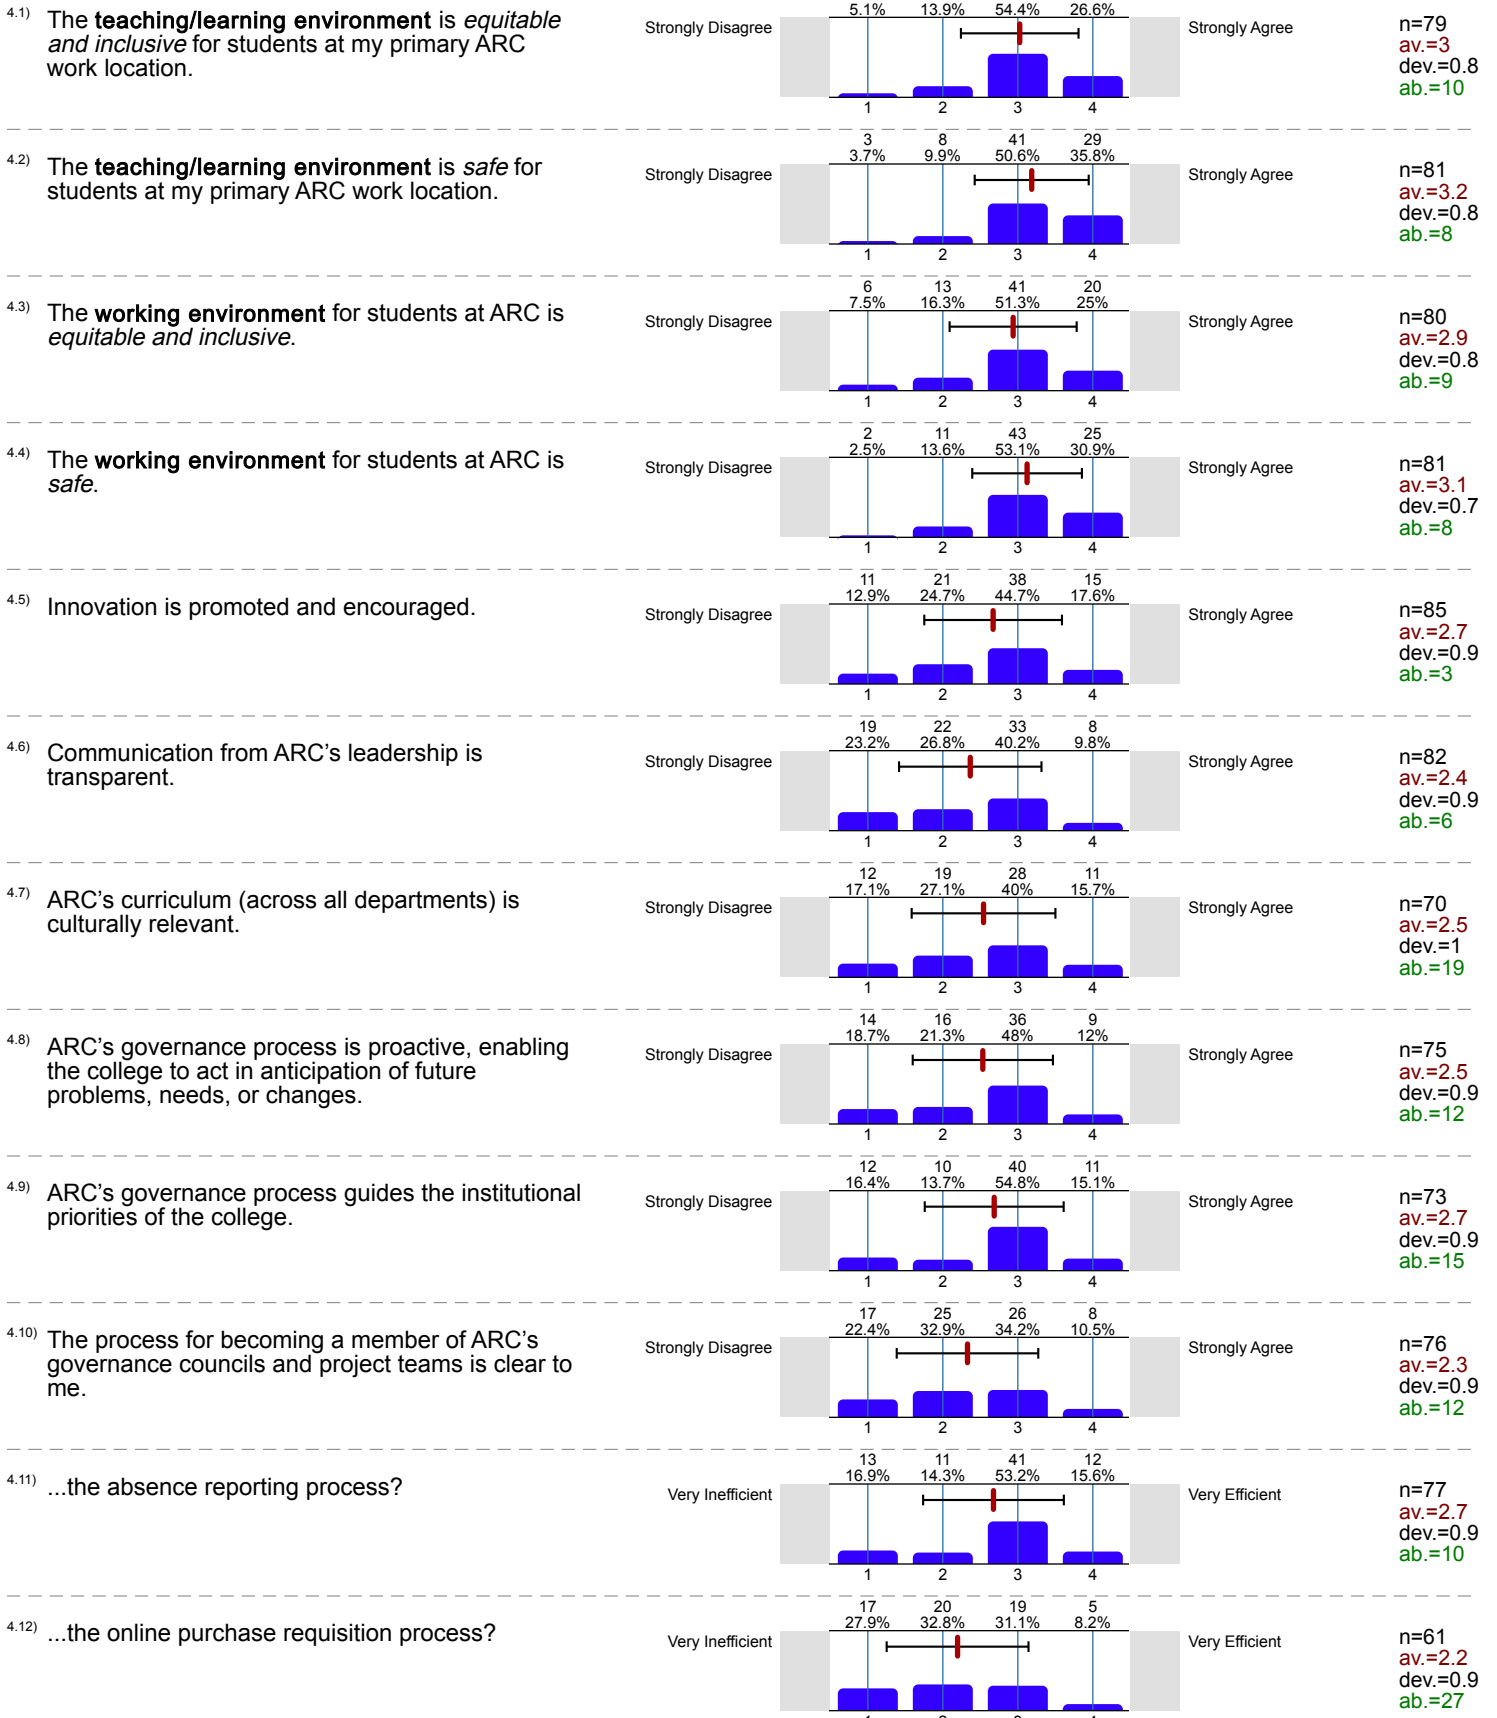 4.1) The teaching/learning environment is equitable
and inclusive for students at my primary ARC
work location.
Strongly Disagree
5.1% 13.9% 54.4% 26.6%
1 2 3 4
Strongly Agree
n=79
av.=3
dev.=0.8
ab.=10
4.2) The teaching/learning environment is safe for
students at my primary ARC work location.
Strongly Disagree
3 8 41 29
3.7% 9.9% 50.6% 35.8%
1 2 3 4
Strongly Agree
n=81
av.=3.2
dev.=0.8
ab.=8
4.3) The working environment for students at ARC is
equitable and inclusive.
Strongly Disagree
6 13 41 20
7.5% 16.3% 51.3% 25%
1 2 3 4
Strongly Agree
n=80
av.=2.9
dev.=0.8
ab.=9
4.4) The working environment for students at ARC is
safe.
Strongly Disagree
2 11 43 25
2.5% 13.6% 53.1% 30.9%
1 2 3 4
Strongly Agree
n=81
av.=3.1
dev.=0.7
ab.=8
4.5) Innovation is promoted and encouraged.
Strongly Disagree
11 21 38 15
12.9% 24.7% 44.7% 17.6%
1 2 3 4
Strongly Agree
n=85
av.=2.7
dev.=0.9
ab.=3
4.6) Communication from ARC’s leadership is
transparent.
Strongly Disagree
19 22 33 8
23.2% 26.8% 40.2% 9.8%
1 2 3 4
Strongly Agree
n=82
av.=2.4
dev.=0.9
ab.=6
4.7) ARC’s curriculum (across all departments) is
culturally relevant.
Strongly Disagree
12 19 28 11
17.1% 27.1% 40% 15.7%
1 2 3 4
Strongly Agree
n=70
av.=2.5
dev.=1
ab.=19
4.8) ARC’s governance process is proactive, enabling
the college to act in anticipation of future
problems, needs, or changes.
Strongly Disagree
14 16 36 9
18.7% 21.3% 48% 12%
1 2 3 4
Strongly Agree
n=75
av.=2.5
dev.=0.9
ab.=12
4.9) ARC’s governance process guides the institutional
priorities of the college.
Strongly Disagree
12 10 40 11
16.4% 13.7% 54.8% 15.1%
1 2 3 4
Strongly Agree
n=73
av.=2.7
dev.=0.9
ab.=15
4.10) The process for becoming a member of ARC’s
governance councils and project teams is clear to
me.
Strongly Disagree
17 25 26 8
22.4% 32.9% 34.2% 10.5%
1 2 3 4
Strongly Agree
n=76
av.=2.3
dev.=0.9
ab.=12
4.11) ...the absence reporting process?
Very Inefficient
13 11 41 12
16.9% 14.3% 53.2% 15.6%
1 2 3 4
Very Efficient
n=77
av.=2.7
dev.=0.9
ab.=10
4.12) ...the online purchase requisition process?
Very Inefficient
17 20 19 5
27.9% 32.8% 31.1% 8.2%
Very Efficient
n=61
av.=2.2
dev.=0.9
ab.=27